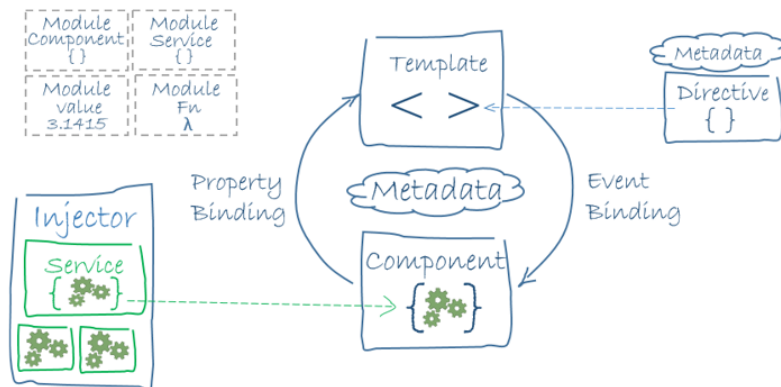 Module
Component
{ }
Module
Service
{ }
Module
value
3.1415
Module
Fn
λ
Template
< >
Metadata
Directive
{ }
Property
Binding
Metadata
Event
Binding
Injector
Service
{ }
Component
{ }